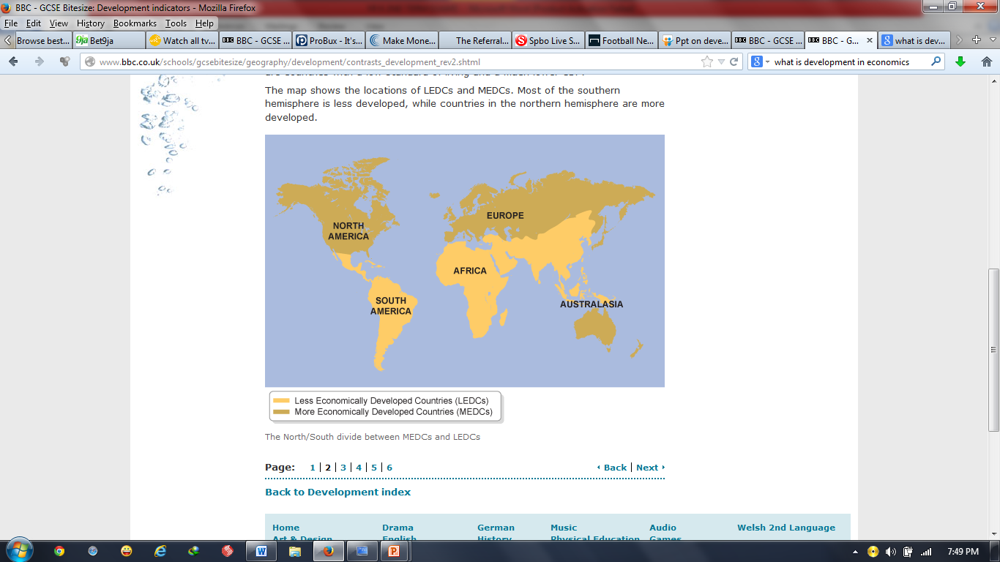 BBC - GCSE Bitesize: Development indicators - Mozilla Firefox
File Edit View History Bookmarks Tools Help
Browse best... Bet9ja Watch all tv... BBC - GCSE ... ProBux - It's... Make Mone... The Referral... Spbo Live S... Football Ne... Ppt on deve... BBC - GCSE ... BBC - G... what is dev...
www.bbc.co.uk/schools/gcsebitesize/geography/development/contrasts_development_rev2.shtml what is development in economics
The map shows the locations of LEDCs and MEDCs. Most of the southern
hemisphere is less developed, while countries in the northern hemisphere are more
developed.
EUROPE
NORTH
AMERICA
AFRICA
SOUTH
AMERICA
AUSTRALASIA
Less Economically Developed Countries (LEDCs)
More Economically Developed Countries (MEDCs)
The North/South divide between MEDCs and LEDCs
Page: 1 | 2 | 3 | 4 | 5 | 6 Back | Next
Back to Development index
Home Drama German Music Audio Welsh 2nd Language
Art & Design English History Physical Education Games
7:49 PM